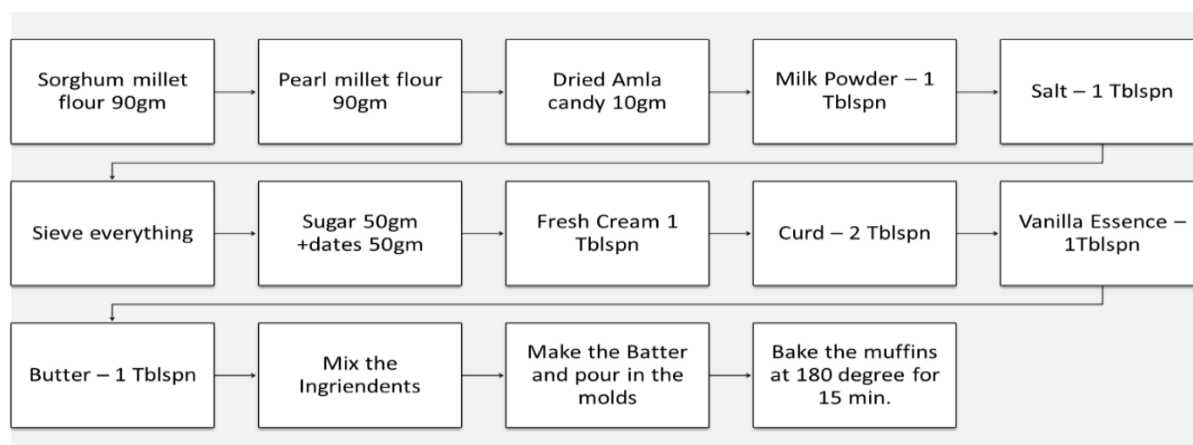 Sorghum millet
flour 90gm
Pearl millet flour
90gm
Dried Amla
candy 10gm
Milk Powder – 1
Tblspn
Salt – 1 Tblspn
Sieve everything
Sugar 50gm
+dates 50gm
Fresh Cream 1
Tblspn
Curd – 2 Tblspn
Vanilla Essence –
1Tblspn
Butter – 1 Tblspn
Mix the
Ingriendents
Make the Batter
and pour in the
molds
Bake the muffins
at 180 degree for
15 min.